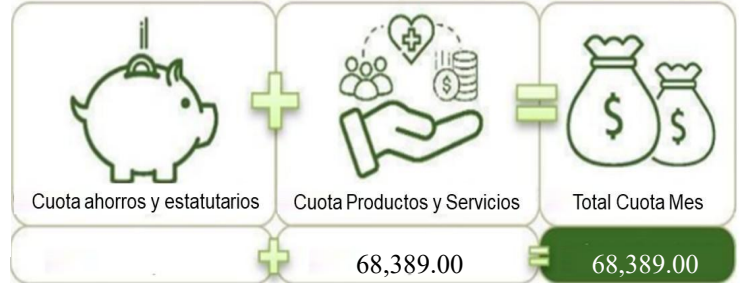 $
$ $
Cuota ahorros y estatutarios Cuota Productos y Servicios Total Cuota Mes
68,389.00 68,389.00